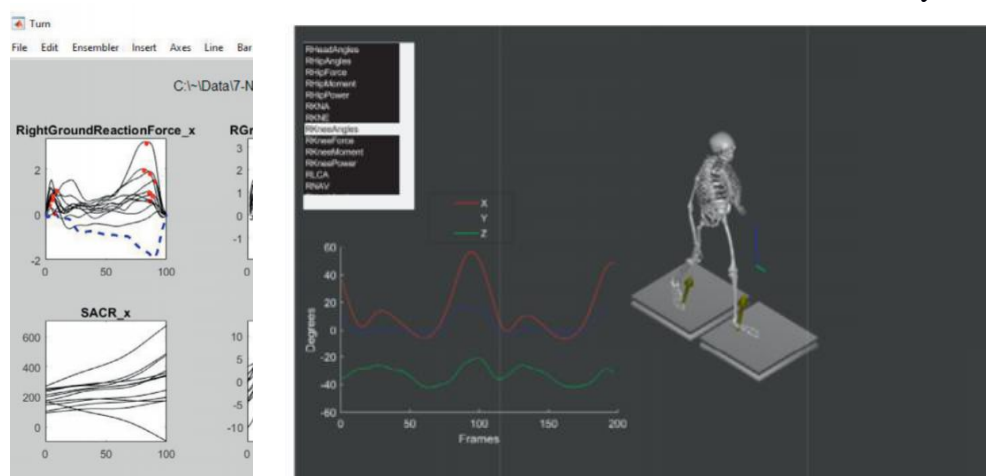 Turn
File Edit Ensembler Insert Axes Line Bar
C:\~\Data\7-N
RightGroundReactionForce_x
RGr
2
0
-2
0 50 100
3
2
1
0
-1
0
SACR_x
600
400
200
0
0 50 100
10
5
0
-5
-10
0
RHeadAngles
RHipAngles
RHipForce
RHipMoment
RHipPower
RKNA
RKNE
RKneeAngles
RKneeForce
RKneeMoment
RKneePower
RLCA
RNAV
X
Y
Z
Degrees
60
40
20
0
-20
-40
-60
0 50 100 150 200
Frames